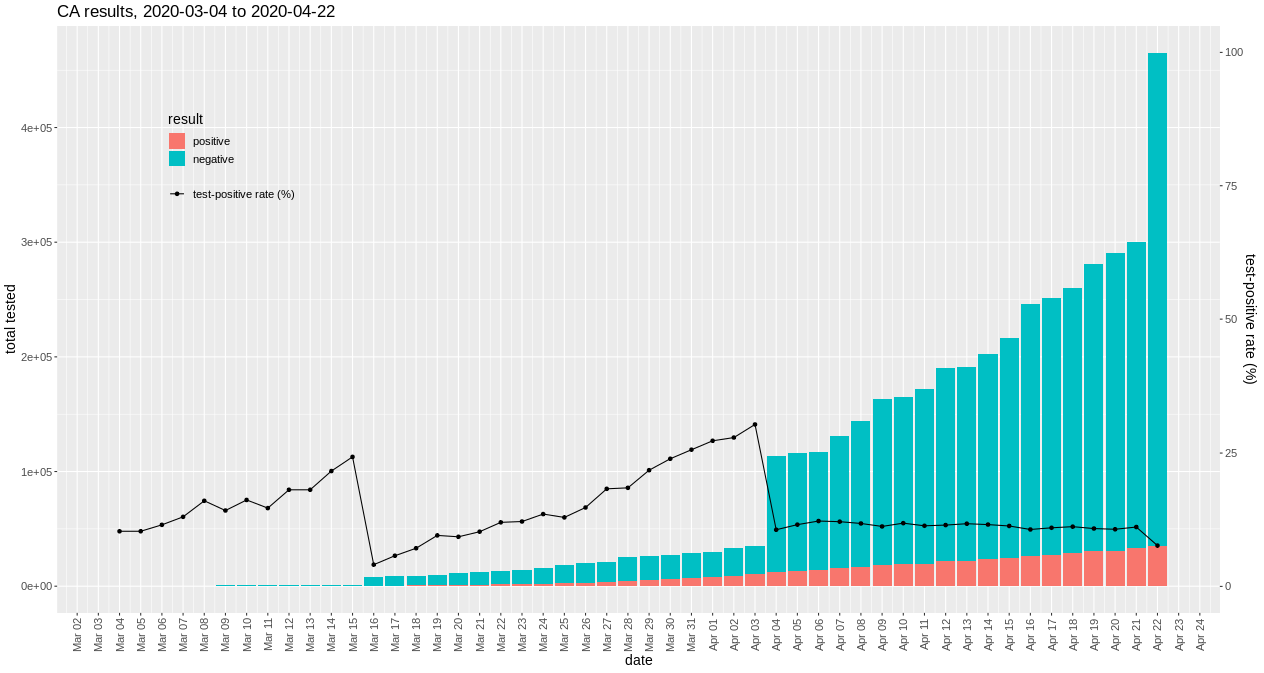 CA results, 2020-03-04 to 2020-04-22
result
positive
negative
test-positive rate (%)
total tested
4e+05
3e+05
2e+05
1e+05
0e+00
100
75
50
25
0
test-positive rate (%)
Mar 02
Mar 03
Mar 04
Mar 05
Mar 06
Mar 07
Mar 08
Mar 09
Mar 10
Mar 11
Mar 12
Mar 13
Mar 14
Mar 15
Mar 16
Mar 17
Mar 18
Mar 19
Mar 20
Mar 21
Mar 22
Mar 23
Mar 24
Mar 25
Mar 26
Mar 27
Mar 28
Mar 29
Mar 30
Mar 31
Apr 01
Apr 02
Apr 03
Apr 04
Apr 05
Apr 06
Apr 07
Apr 08
Apr 09
Apr 10
Apr 11
Apr 12
Apr 13
Apr 14
Apr 15
Apr 16
Apr 17
Apr 18
Apr 19
Apr 20
Apr 21
Apr 22
Apr 23
Apr 24
date